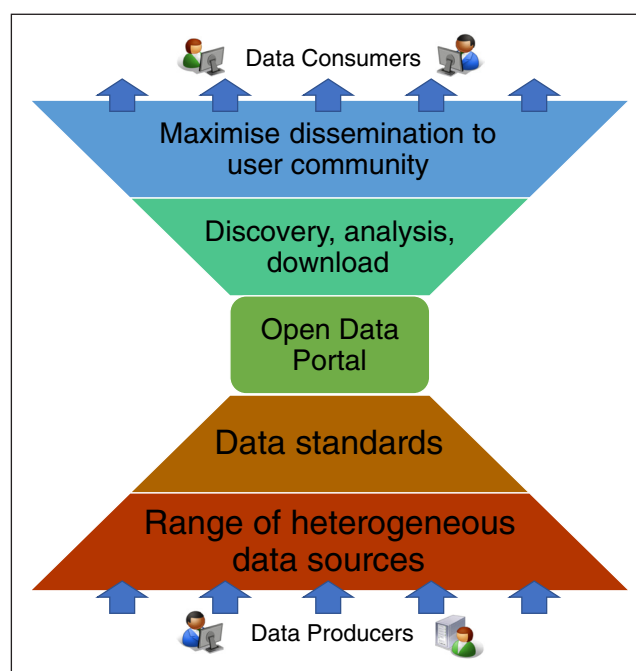 Data Consumers
Maximise dissemination to
user community
Discovery, analysis,
download
Open Data
Portal
Data standards
Range of heterogeneous
data sources
Data Producers